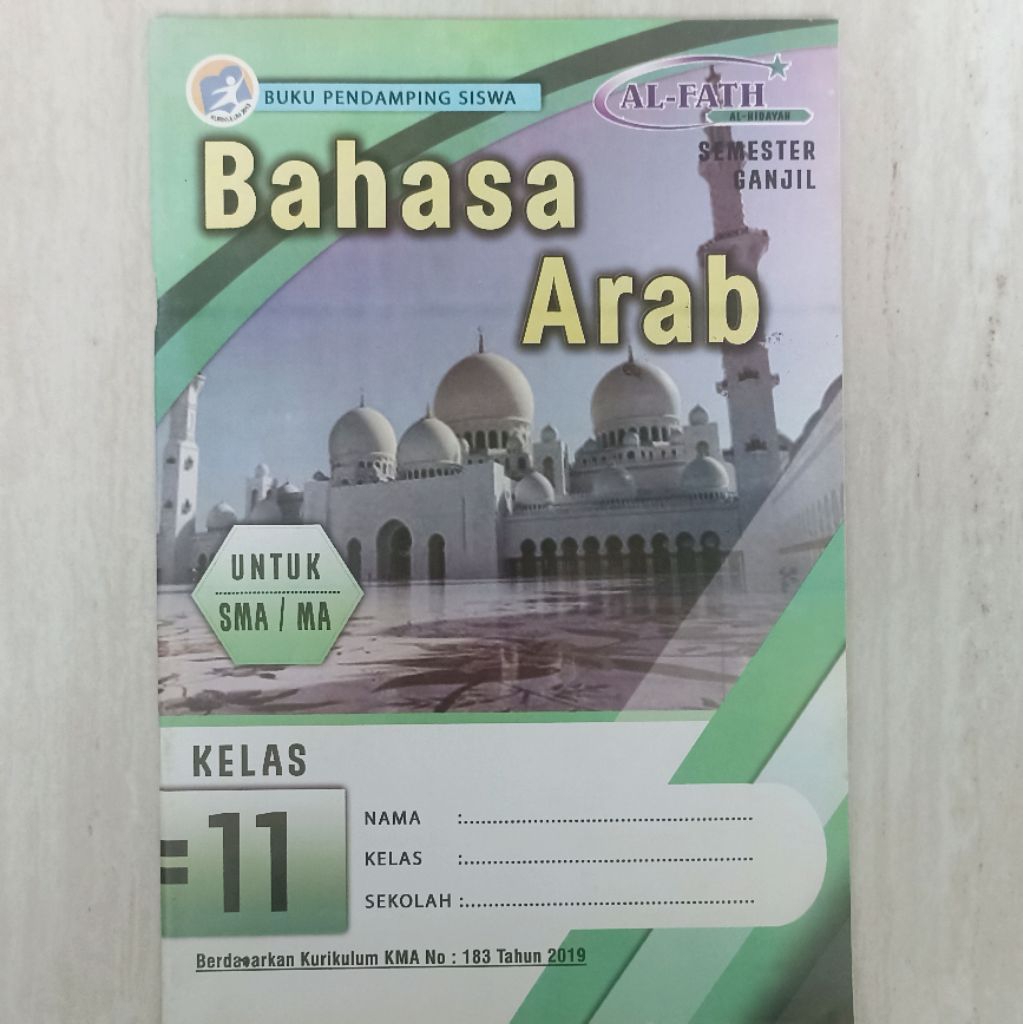 BUKU PENDAMPING SISWA
AL-FATH
AL-HIDAYAH
SEMESTER
GANJIL
Bahasa
Arab
UNTUK
SMA / MA
KELAS
11
NAMA :
KELAS :
SEKOLAH :
Berdasarkan Kurikulum KMA No : 183 Tahun 2019